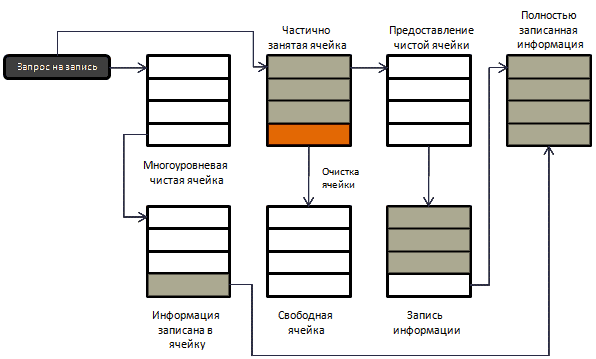 Запрос на запись
Частично
занятая ячейка
Предоставление
чистой ячейки
Полностью
записанная
информация
Многоуровневая
чистая ячейка
Очистка
ячейки
Информация
записана в
ячейку
Свободная
ячейка
Запись
информации